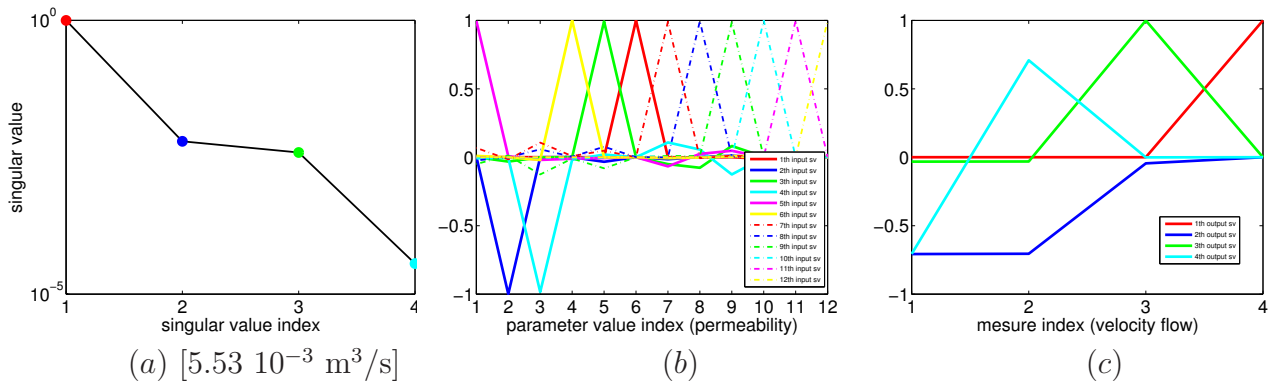 10^0
10^-5
singular value
1 2 3 4
singular value index
(a) [5.53 10^-3 m^3/s]
1
0.5
0
−0.5
−1
1 2 3 4 5 6 7 8 9 10 11 12
parameter value index (permeability)
1th input sv
2th input sv
3th input sv
4th input sv
5th input sv
6th input sv
7th input sv
8th input sv
9th input sv
10th input sv
11th input sv
12th input sv
(b)
1
0.5
0
−0.5
−1
1 2 3 4
mesure index (velocity flow)
1th output sv
2th output sv
3th output sv
4th output sv
(c)